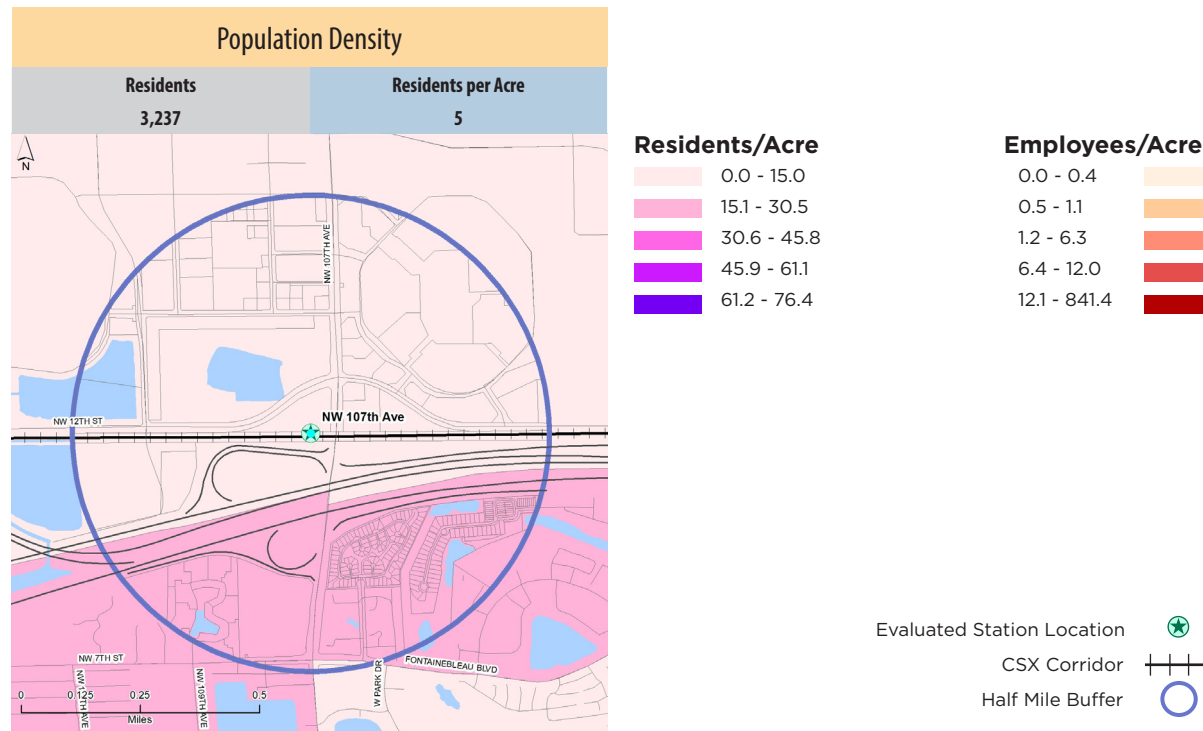 Population Density
Residents
3,237
Residents per Acre
5
N
NW 107TH AVE
NW 12TH ST
NW 107th Ave
NW 7TH ST
NW 109TH AVE
W PARK DR
FONTAINEBLEAU BLVD
0 0.125 0.25 0.5
Miles
Residents/Acre
0.0 - 15.0
15.1 - 30.5
30.6 - 45.8
45.9 - 61.1
61.2 - 76.4
Employees/Acre
0.0 - 0.4
0.5 - 1.1
1.2 - 6.3
6.4 - 12.0
12.1 - 841.4
Evaluated Station Location
CSX Corridor
Half Mile Buffer